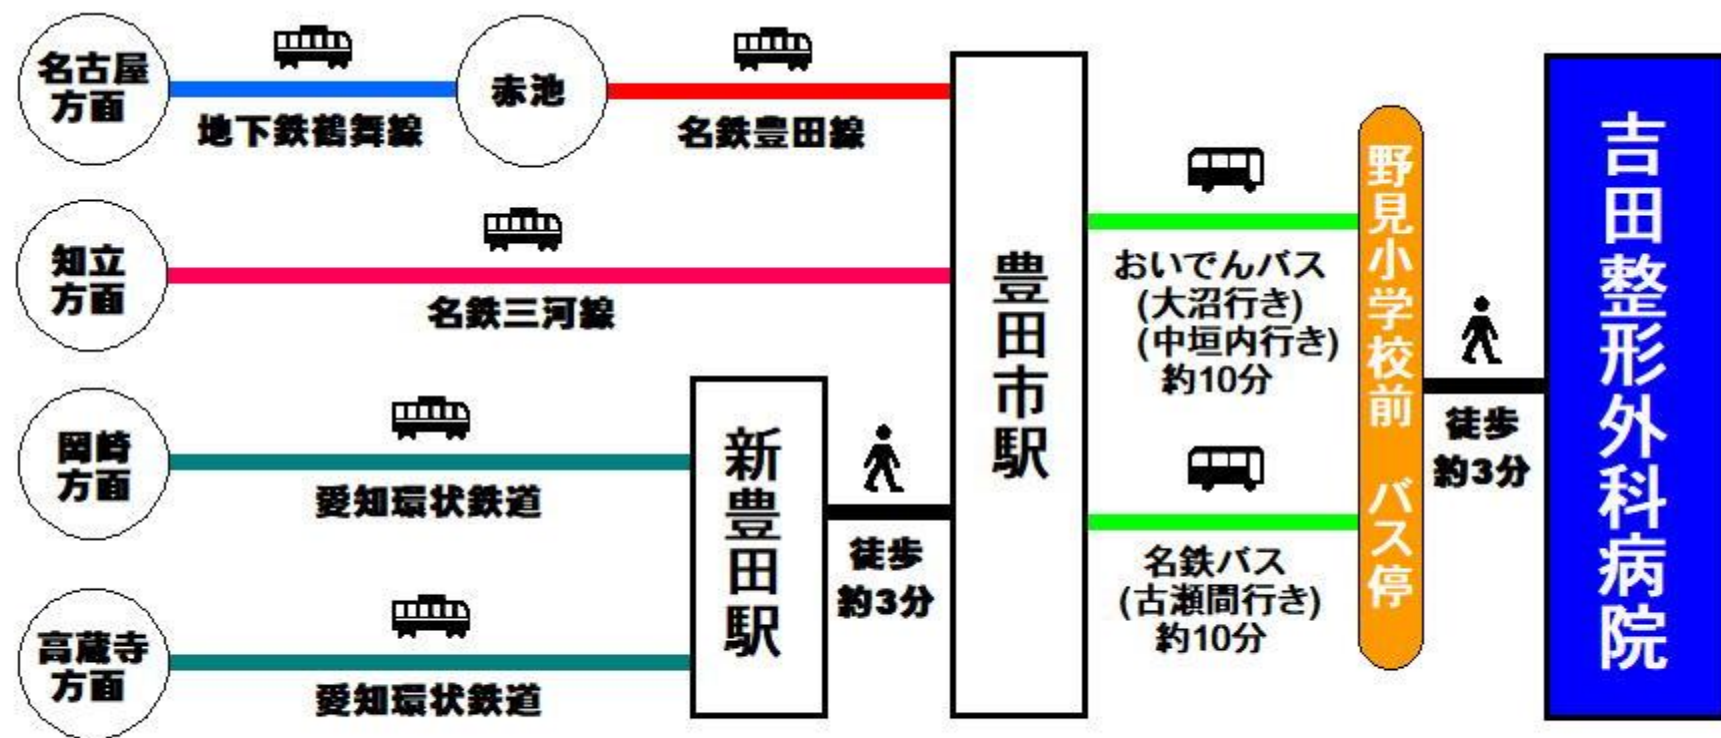 名古屋
方面
地下鉄鶴舞線
赤池
名鉄豊田線
知立
方面
名鉄三河線
岡崎
方面
愛知環状鉄道
高蔵寺
方面
愛知環状鉄道
新豊田駅
徒歩
約3分
豊田市駅
おいでんバス
(大沼行き)
(中垣内行き)
約10分
名鉄バス
(古瀬間行き)
約10分
野見小学校前 バス停
徒歩
約3分
吉田整形外科病院